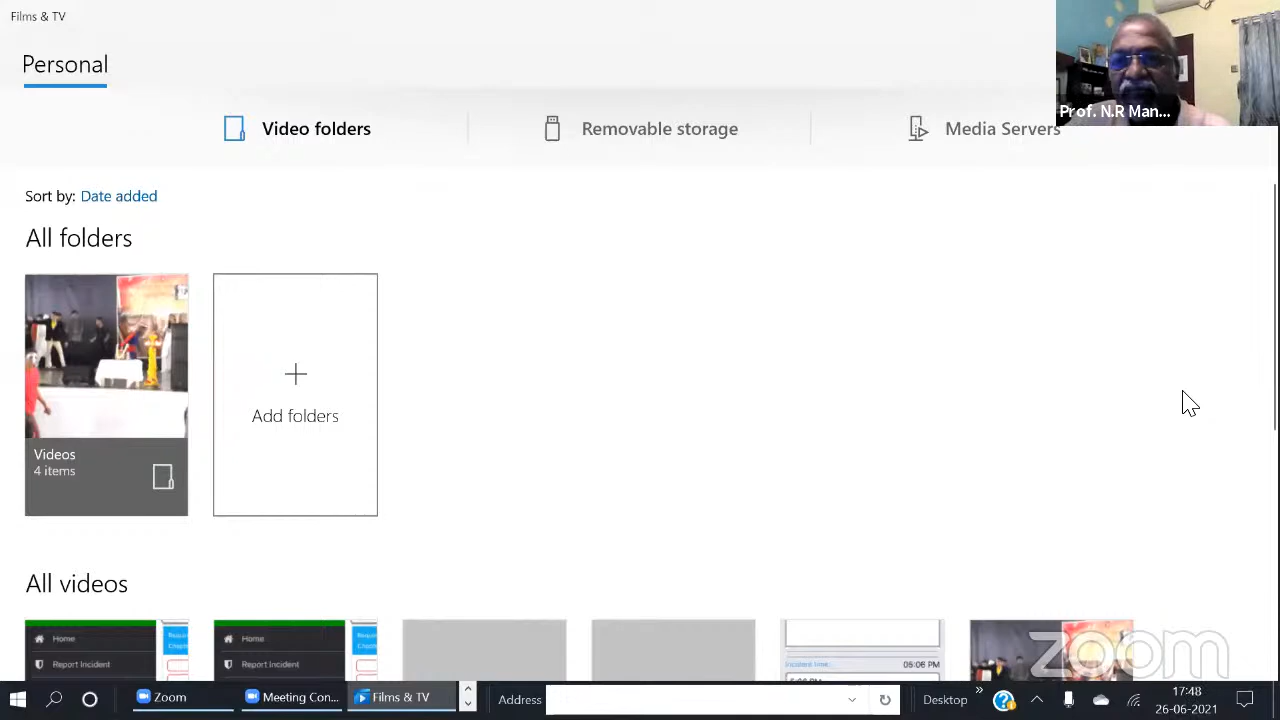 Films & TV
Personal
Prof. N.R Man...
Video folders
Removable storage
Media Servers
Sort by: Date added
All folders
Videos
4 items
Add folders
All videos
Home
Report Incident
Home
Report Incident
Incident time:
05:06 PM
zoom
Zoom
Meeting Con...
Films & TV
Address
Desktop
17:48
26-06-2021